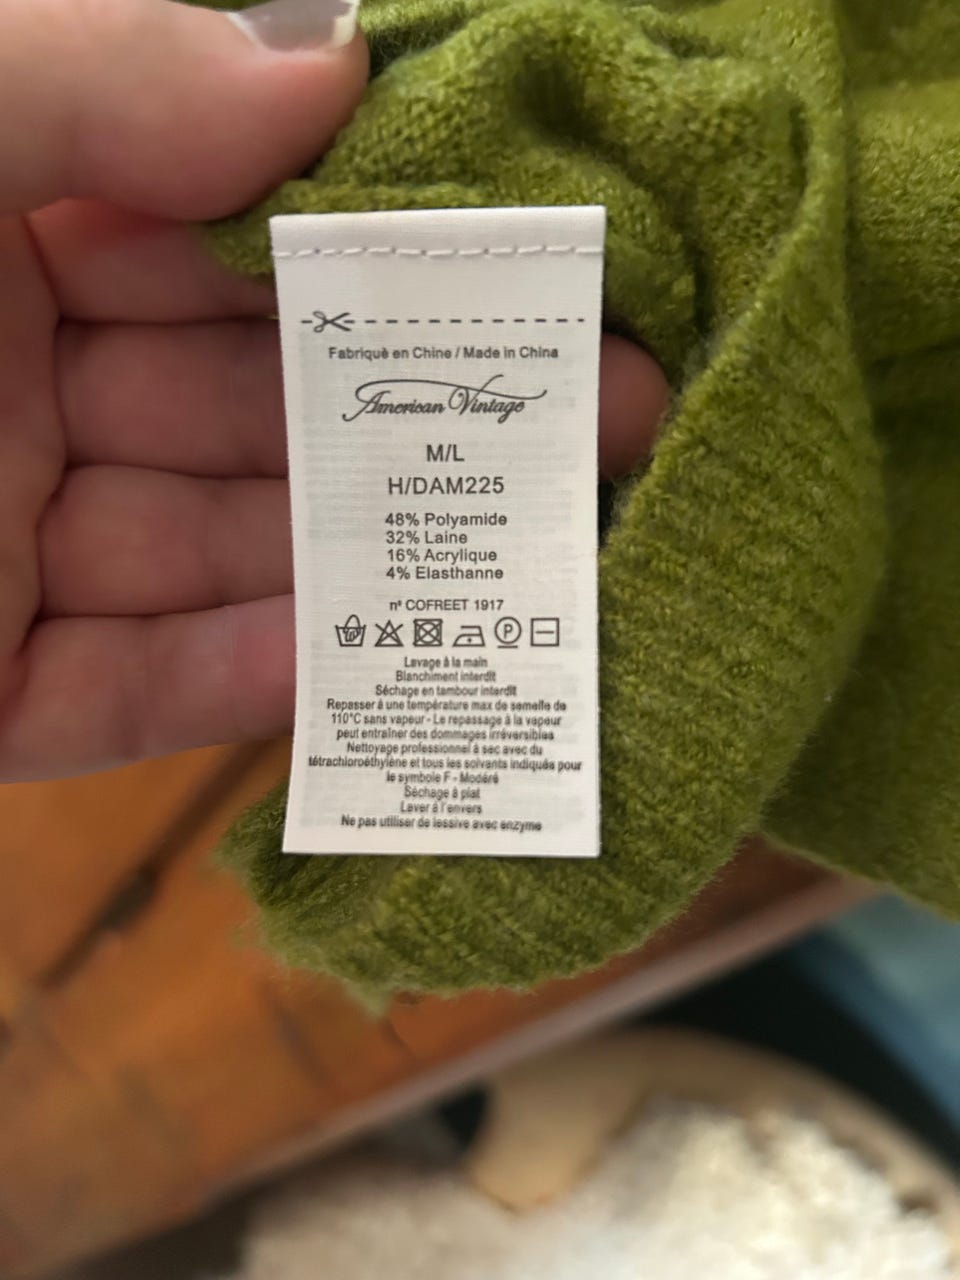 Fabriquè en Chine / Made in China
American Vintage
M/L
H/DAM225
48% Polyamide
32% Laine
16% Acrylique
4% Elasthanne
n° COFREET 1917
P
Lavage à la main
Blanchiment interdit
Séchage en tambour interdit
Repasser à une température max de semelle de
110°C sans vapeur - Le repassage à la vapeur
peut entraîner des dommages irréversibles
Nettoyage professionnel à sec avec du
tétrachloroéthylène et tous les solvants indiqués pour
le symbole F - Modéré
Séchage à plat
Laver à l'envers
Ne pas utiliser de lessive avec enzyme